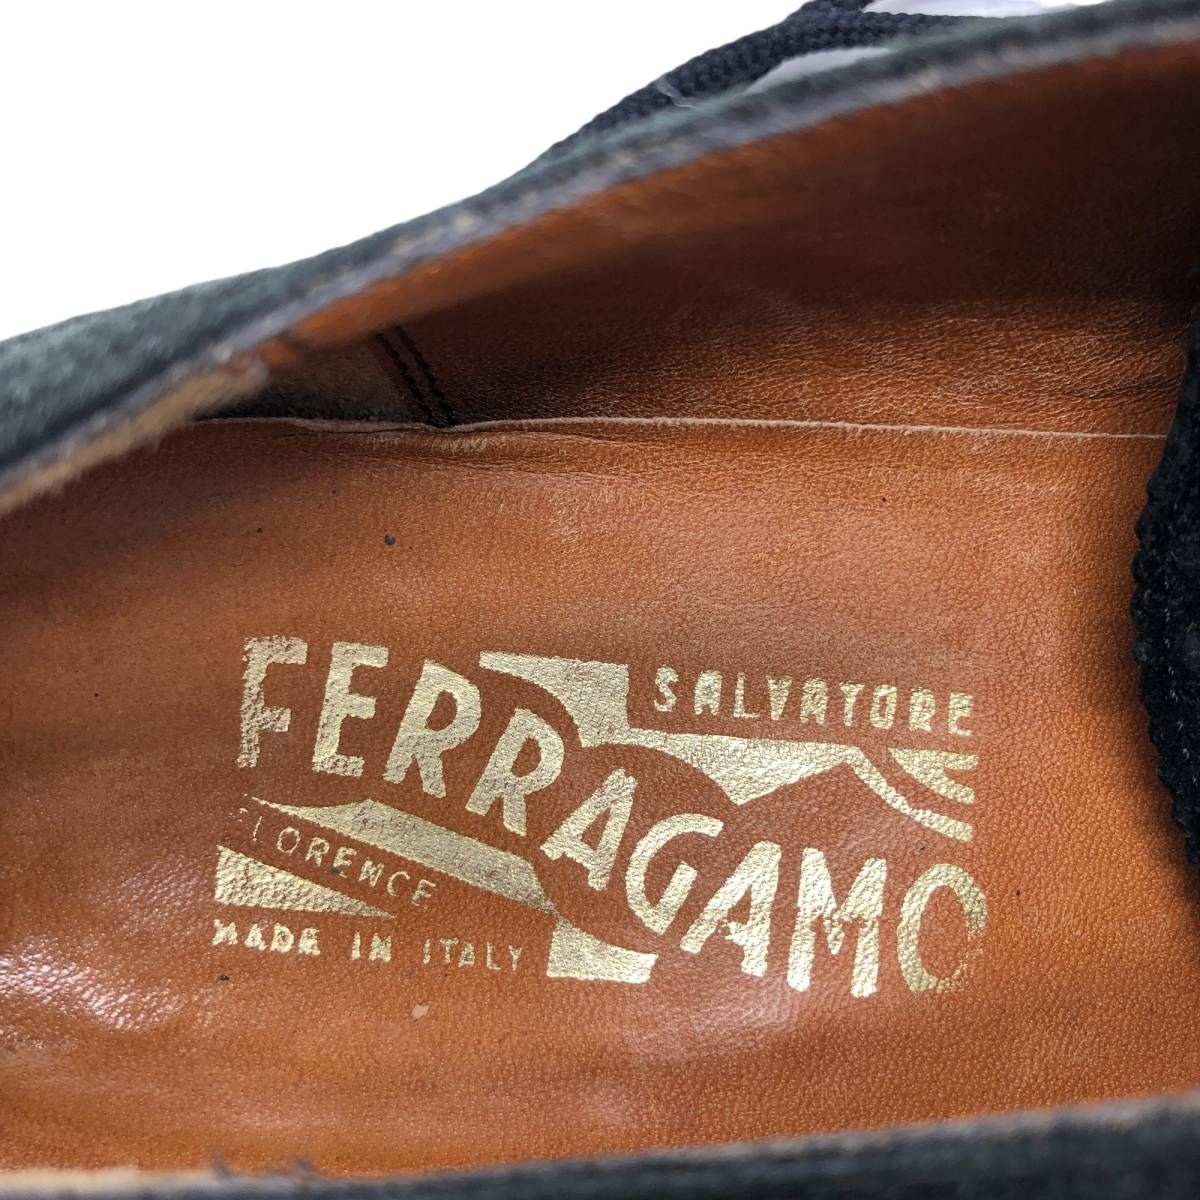 SALVATORE
FERRAGAMO
FLORENCE
MADE IN ITALY